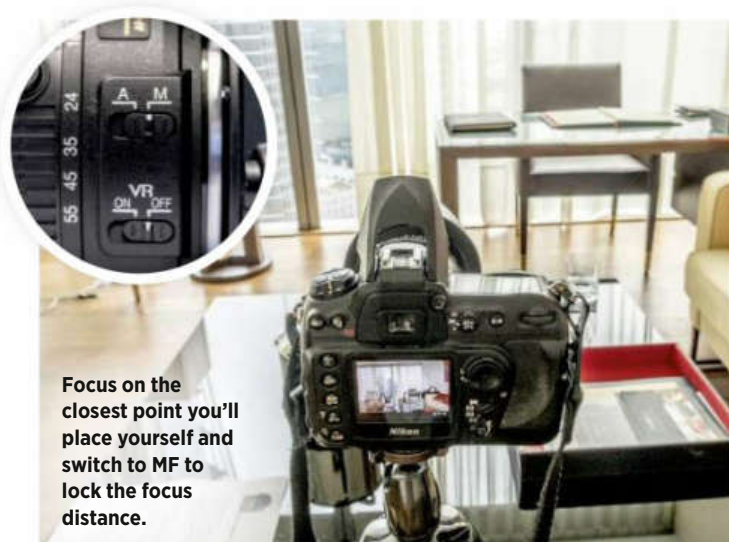 A M
24
35
45
55
VR
ON OFF
Nikon
Focus on the
closest point you'll
place yourself and
switch to MF to
lock the focus
distance.